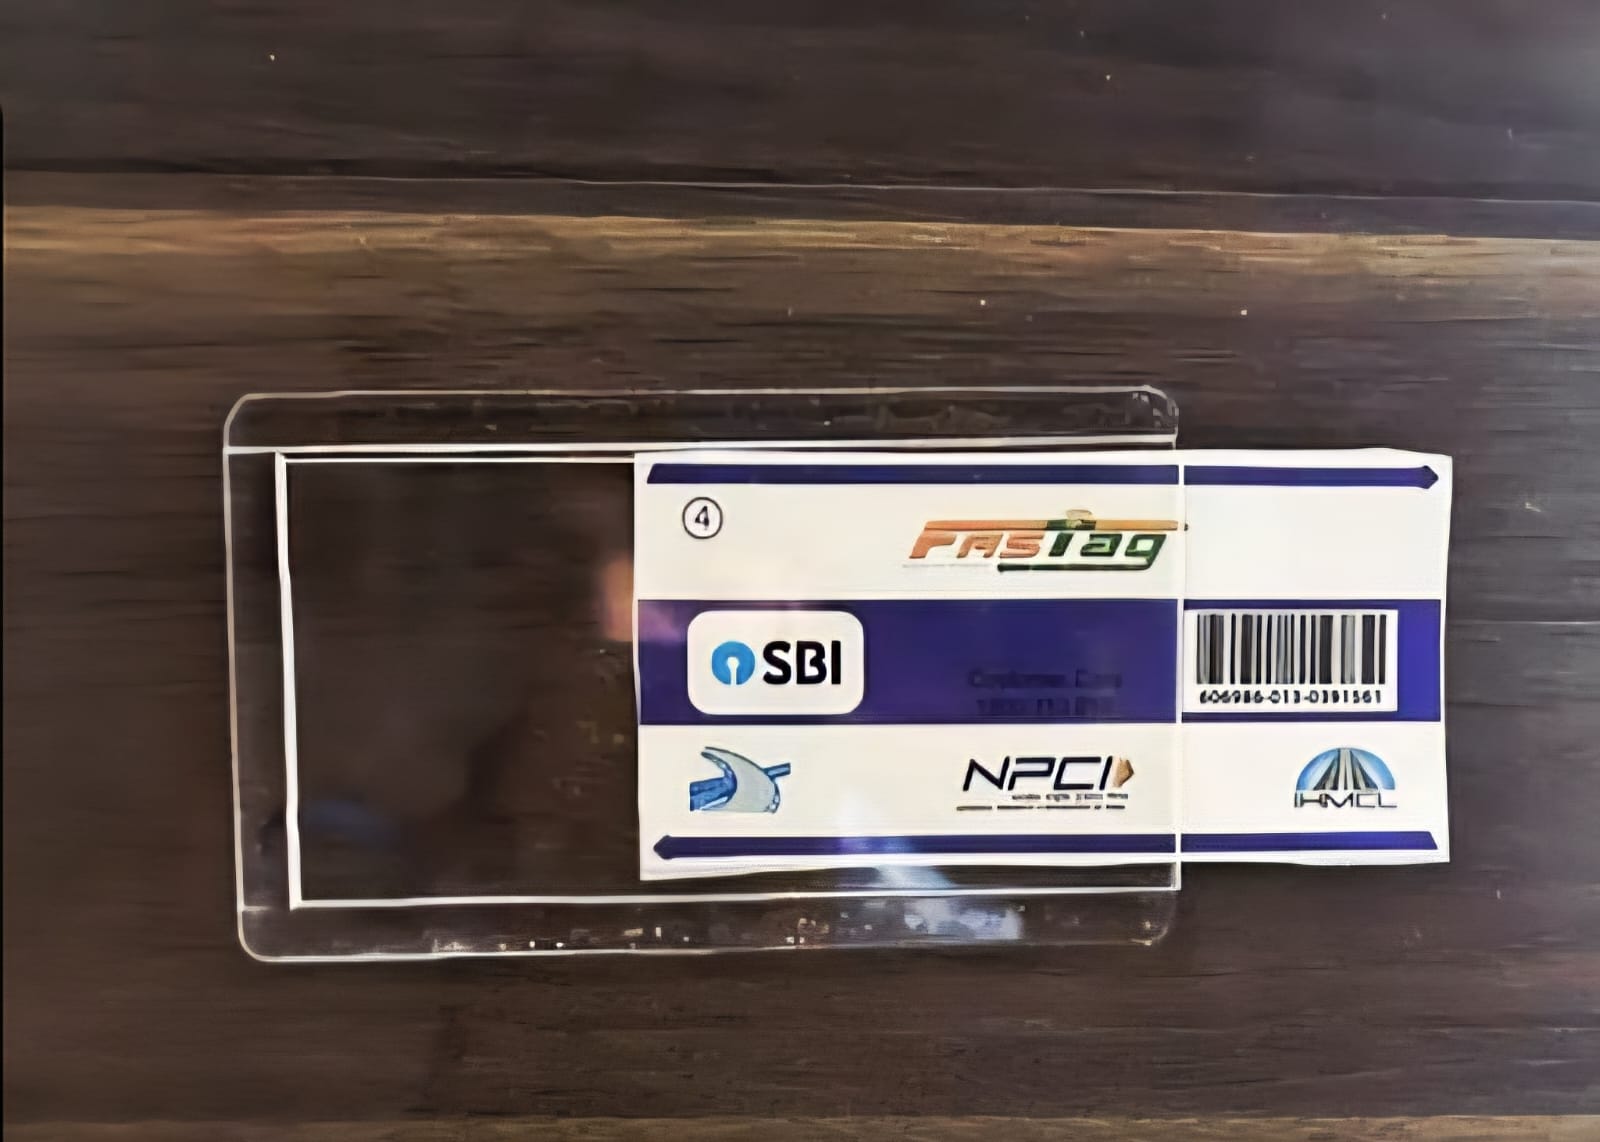 4
FASTag
SBI
606986-013-0391561
NPCI
IHMCL